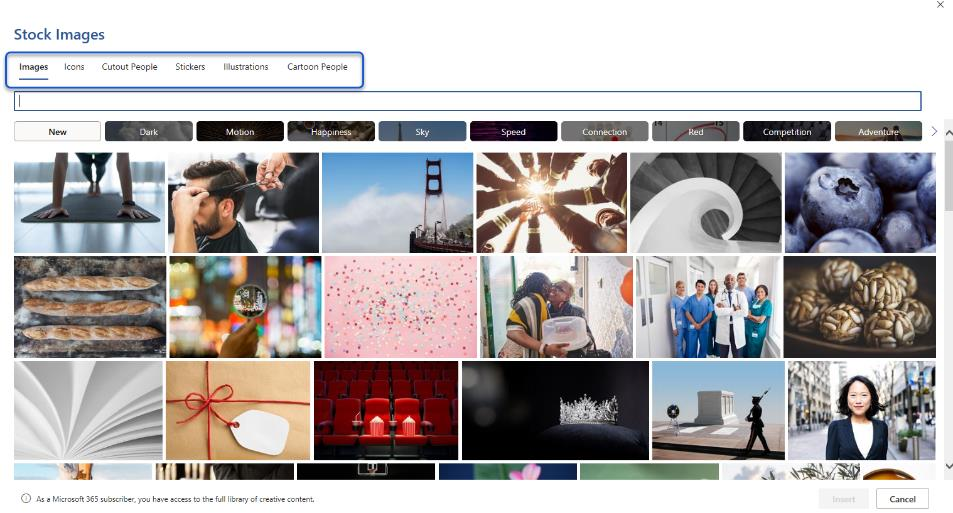 Stock Images
Images Icons Cutout People Stickers Illustrations Cartoon People
New Dark Motion Happiness Sky Speed Connection Red Competition Adventure
As a Microsoft 365 subscriber, you have access to the full library of creative content.
Insert Cancel